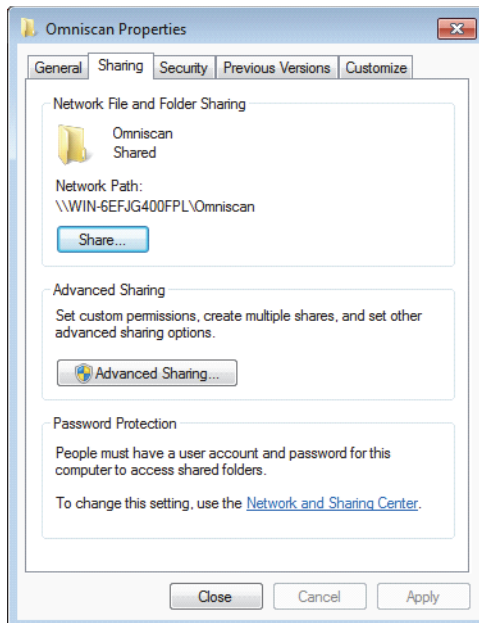 Omniscan Properties
General Sharing Security Previous Versions Customize
Network File and Folder Sharing
Omniscan
Shared
Network Path:
\\WIN-6EFJG400FPL\Omniscan
Share...
Advanced Sharing
Set custom permissions, create multiple shares, and set other
advanced sharing options.
Advanced Sharing...
Password Protection
People must have a user account and password for this
computer to access shared folders.
To change this setting, use the Network and Sharing Center.
Close Cancel Apply